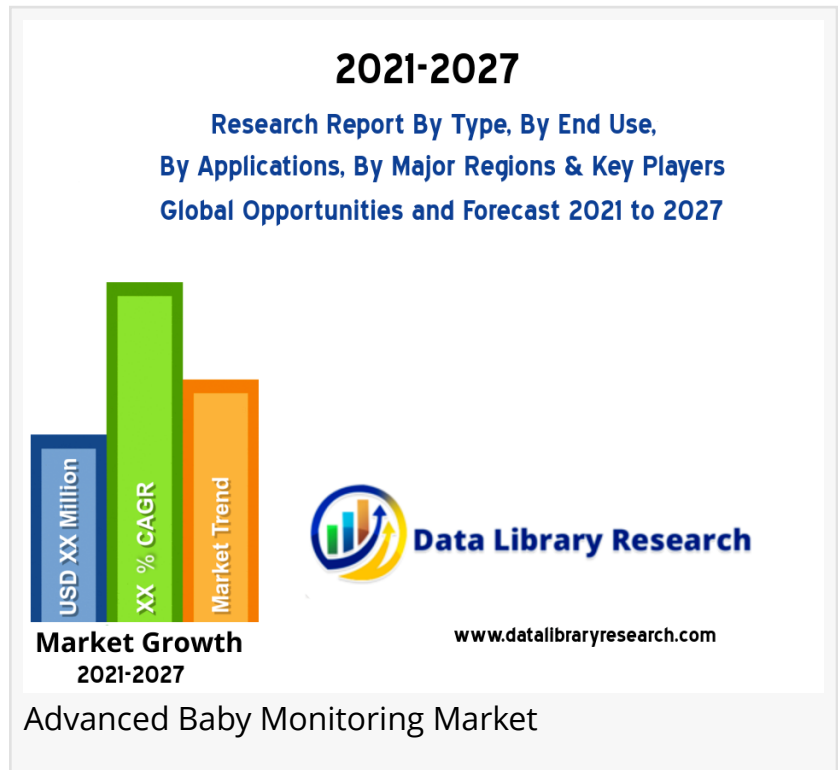 2021-2027
Research Report By Type, By End Use,
By Applications, By Major Regions & Key Players
Global Opportunities and Forecast 2021 to 2027
USD XX Million
XX % CAGR
Market Trend
Market Growth
2021-2027
Data Library Research
www.datalibraryresearch.com
Advanced Baby Monitoring Market